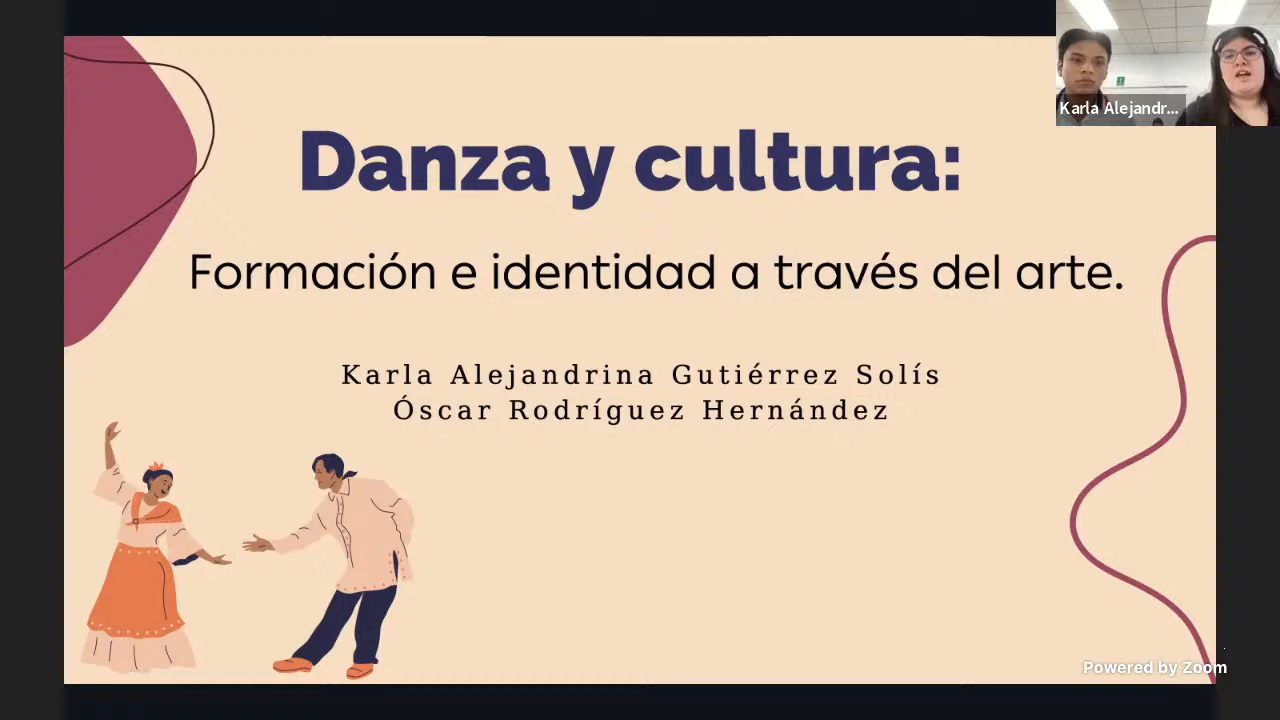 Danza y cultura:
Formación e identidad a través del arte.
Karla Alejandrina Gutiérrez Solís
Óscar Rodríguez Hernández
Karla Alejandr...
Powered by Zoom